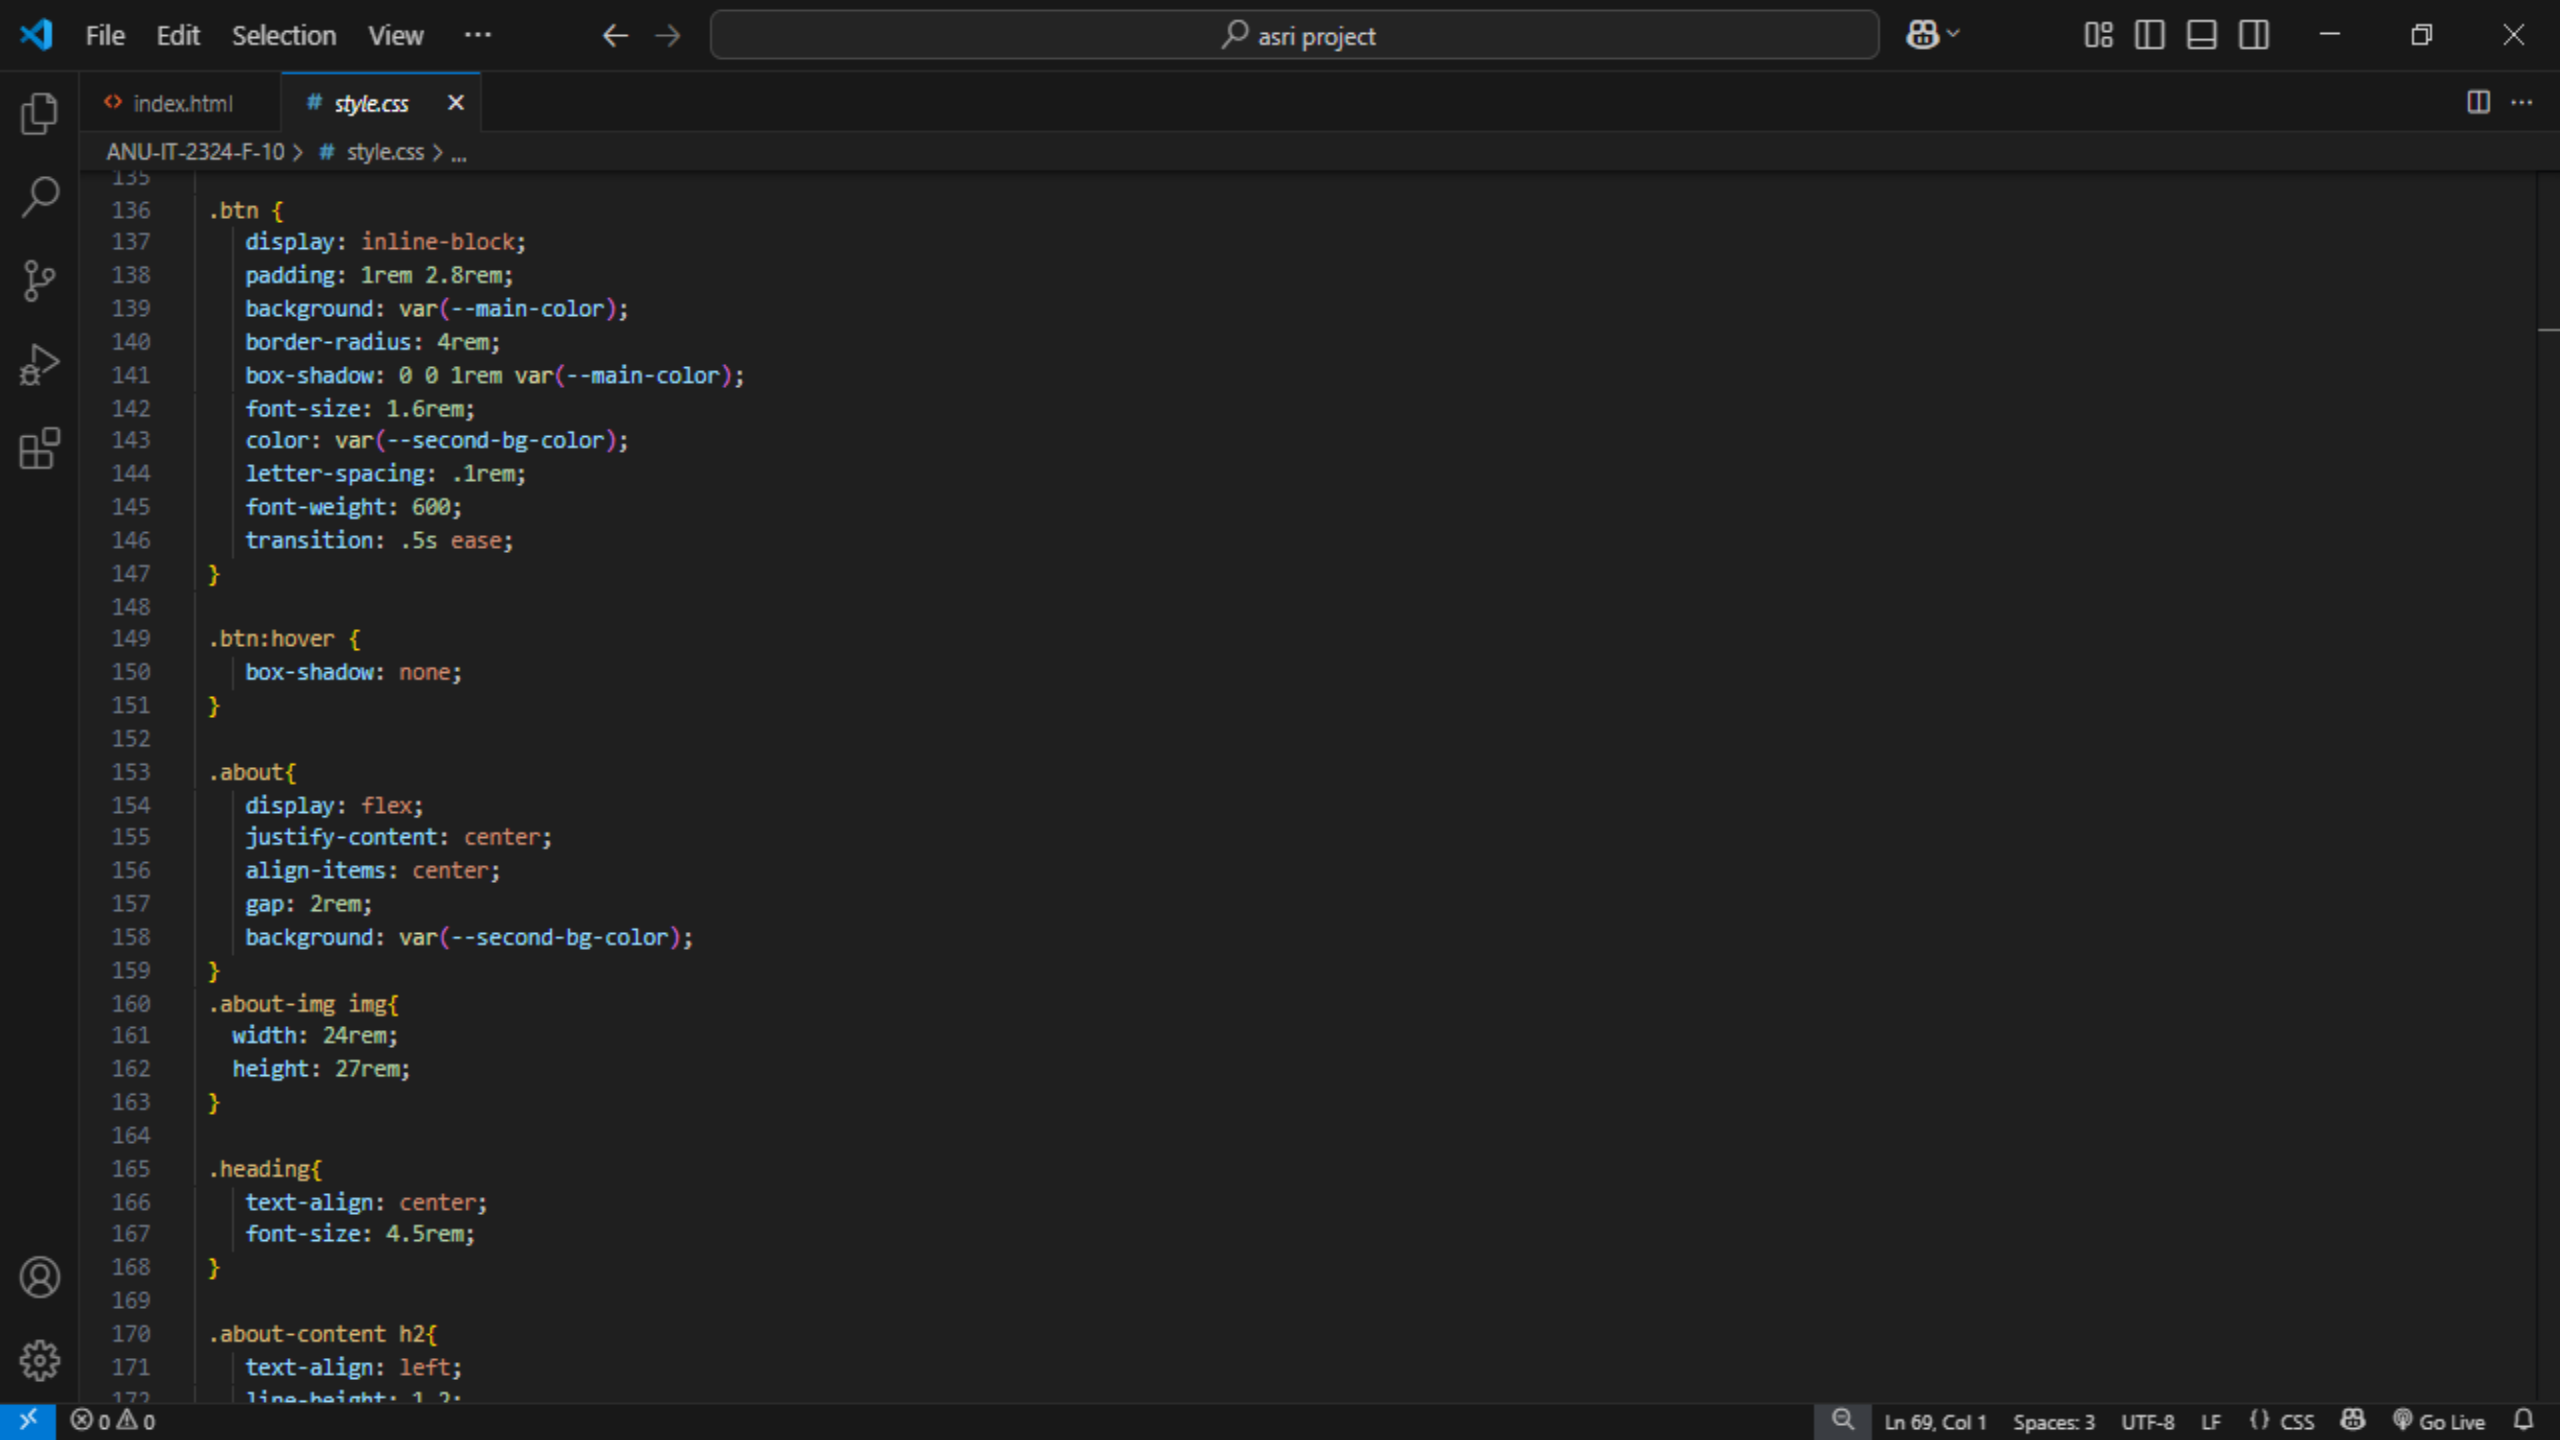 File Edit Selection View ··· asri project
index.html # style.css
ANU-IT-2324-F-10 > # style.css > ...
135
136 .btn {
137 display: inline-block;
138 padding: 1rem 2.8rem;
139 background: var(--main-color);
140 border-radius: 4rem;
141 box-shadow: 0 0 1rem var(--main-color);
142 font-size: 1.6rem;
143 color: var(--second-bg-color);
144 letter-spacing: .1rem;
145 font-weight: 600;
146 transition: .5s ease;
147 }
148
149 .btn:hover {
150 box-shadow: none;
151 }
152
153 .about{
154 display: flex;
155 justify-content: center;
156 align-items: center;
157 gap: 2rem;
158 background: var(--second-bg-color);
159 }
160 .about-img img{
161 width: 24rem;
162 height: 27rem;
163 }
164
165 .heading{
166 text-align: center;
167 font-size: 4.5rem;
168 }
169
170 .about-content h2{
171 text-align: left;
172 line-height: 1.2;
0 0 Ln 69, Col 1 Spaces: 3 UTF-8 LF {} CSS Go Live